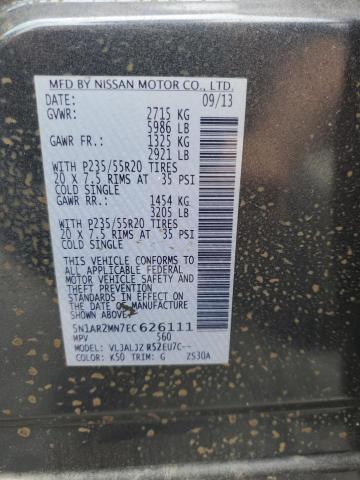 MFD BY NISSAN MOTOR CO., LTD.
DATE: 09/13
GVWR: 2715 KG
5986 LB
GAWR FR.: 1325 KG
2921 LB
WITH P235/55R20 TIRES
20 X 7.5 RIMS AT 35 PSI
COLD SINGLE
GAWR RR.: 1454 KG
3205 LB
WITH P235/55R20 TIRES
20 X 7.5 RIMS AT 35 PSI
COLD SINGLE
THIS VEHICLE CONFORMS TO ALL
APPLICABLE FEDERAL
MOTOR VEHICLE SAFETY AND
THEFT PREVENTION
STANDARDS IN EFFECT ON
THE DATE OF MANUFACTURE
SHOWN ABOVE.
5N1AR2MN7EC626111
MPV 560
MODEL: VLJALJZ RS2EU7C--
COLOR: K50 TRIM: G ZS30A